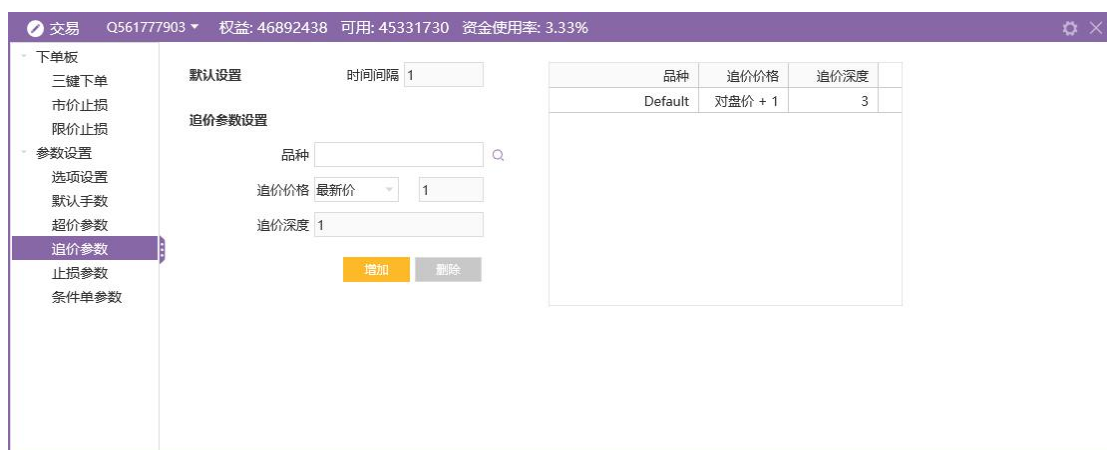 交易 Q561777903 权益: 46892438 可用: 45331730 资金使用率: 3.33%
下单板
三键下单
市价止损
限价止损
参数设置
选项设置
默认手数
超价参数
追价参数
止损参数
条件单参数
默认设置 时间间隔 1
追价参数设置
品种
追价价格 最新价 1
追价深度 1
增加 删除
品种 追价价格 追价深度
Default 对盘价 + 1 3